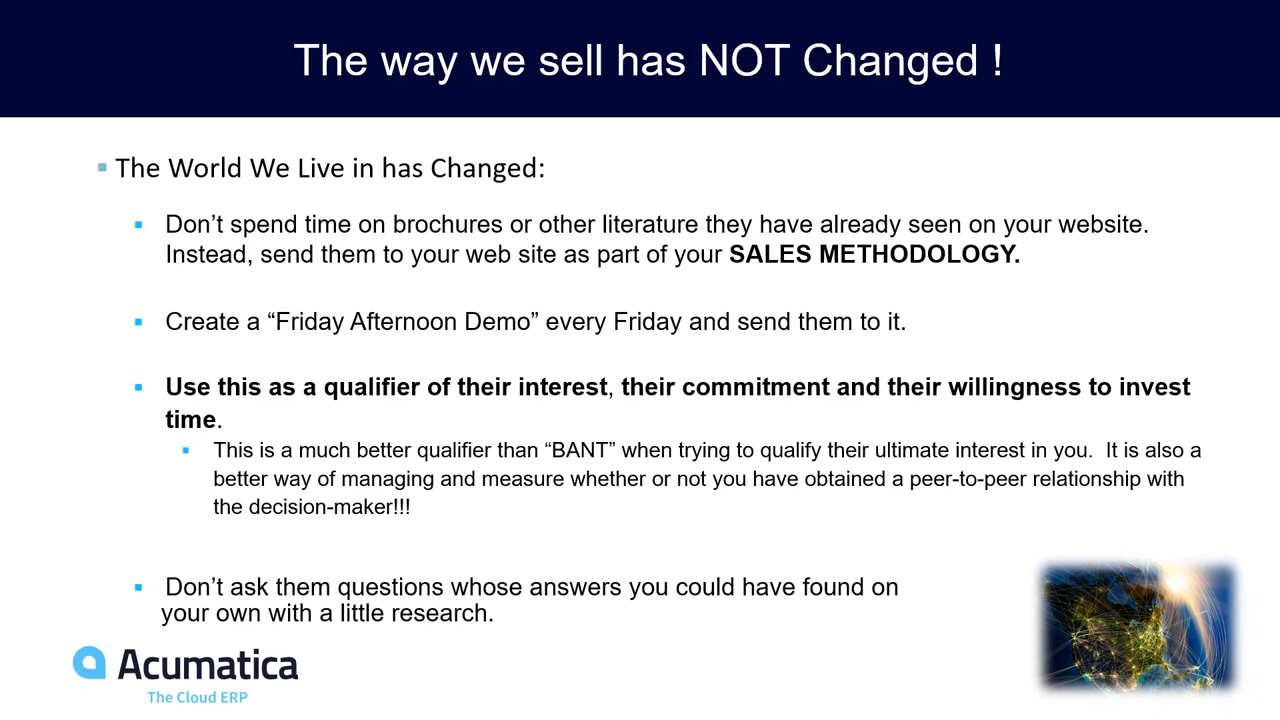 The way we sell has NOT Changed !
The World We Live in has Changed:
Don’t spend time on brochures or other literature they have already seen on your website.
Instead, send them to your web site as part of your SALES METHODOLOGY.
Create a “Friday Afternoon Demo” every Friday and send them to it.
Use this as a qualifier of their interest, their commitment and their willingness to invest
time.
This is a much better qualifier than “BANT” when trying to qualify their ultimate interest in you. It is also a
better way of managing and measure whether or not you have obtained a peer-to-peer relationship with
the decision-maker!!!
Don’t ask them questions whose answers you could have found on
your own with a little research.
Acumatica
The Cloud ERP